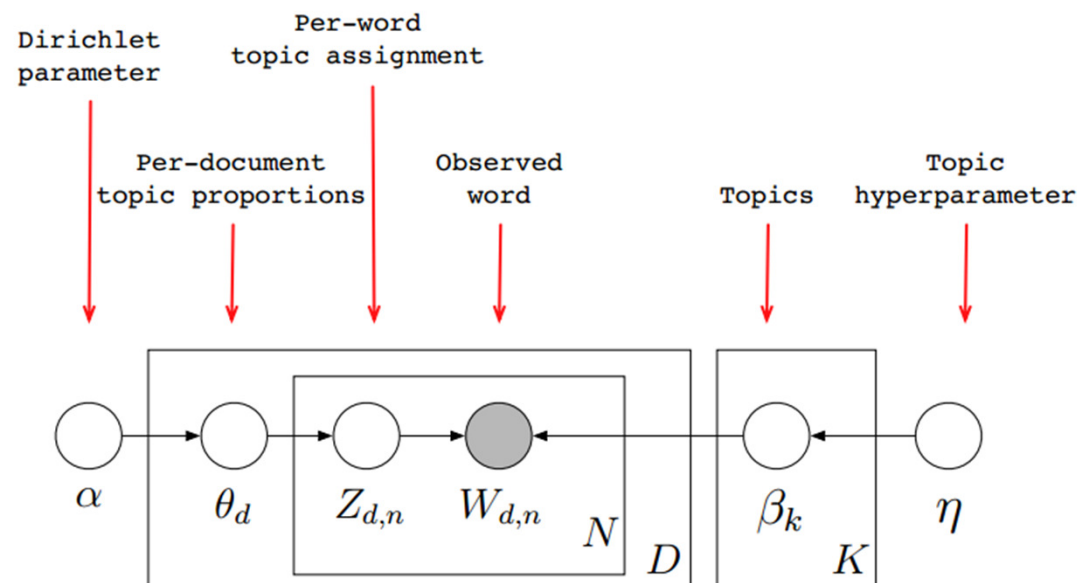 Dirichlet
parameter
Per-word
topic assignment
Per-document
topic proportions
Observed
word
Topics
Topic
hyperparameter
α
θd
Zd,n
Wd,n
N
D
βk
K
η